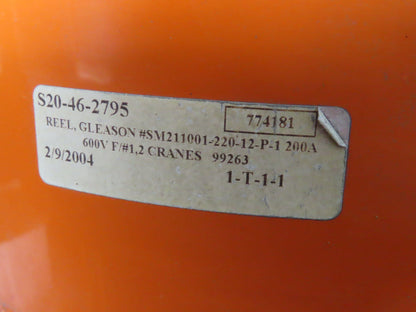 S20-46-2795
774181
REEL, GLEASON #SM211001-220-12-P-1 200A
600V F/#1,2 CRANES 99263
2/9/2004
1-T-1-1